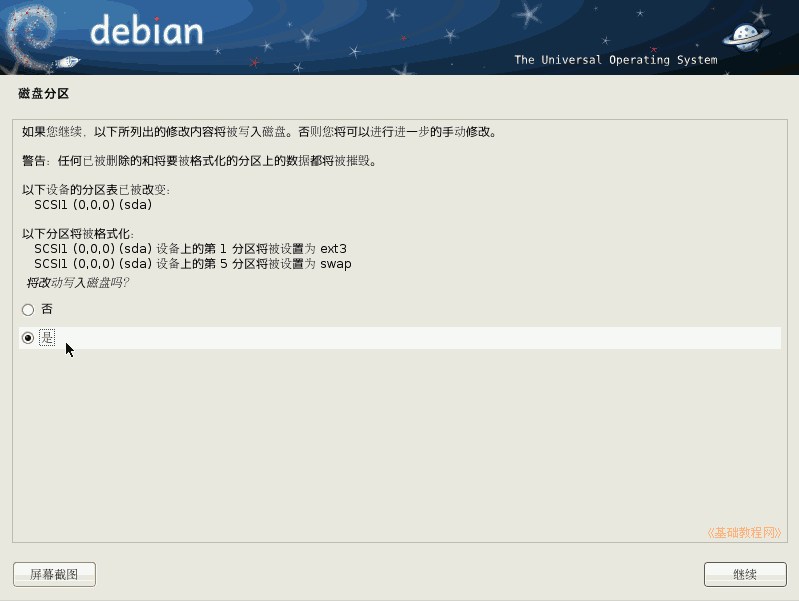 debian
The Universal Operating System
磁盘分区
如果您继续，以下所列出的修改内容将被写入磁盘。否则您将可以进行进一步的手动修改。
警告：任何已被删除的和将要被格式化的分区上的数据都将被摧毁。
以下设备的分区表已被改变：
SCSI1 (0,0,0) (sda)
以下分区将被格式化：
SCSI1 (0,0,0) (sda) 设备上的第 1 分区将被设置为 ext3
SCSI1 (0,0,0) (sda) 设备上的第 5 分区将被设置为 swap
将改动写入磁盘吗？
否
是
《基础教程网》
屏幕截图
继续